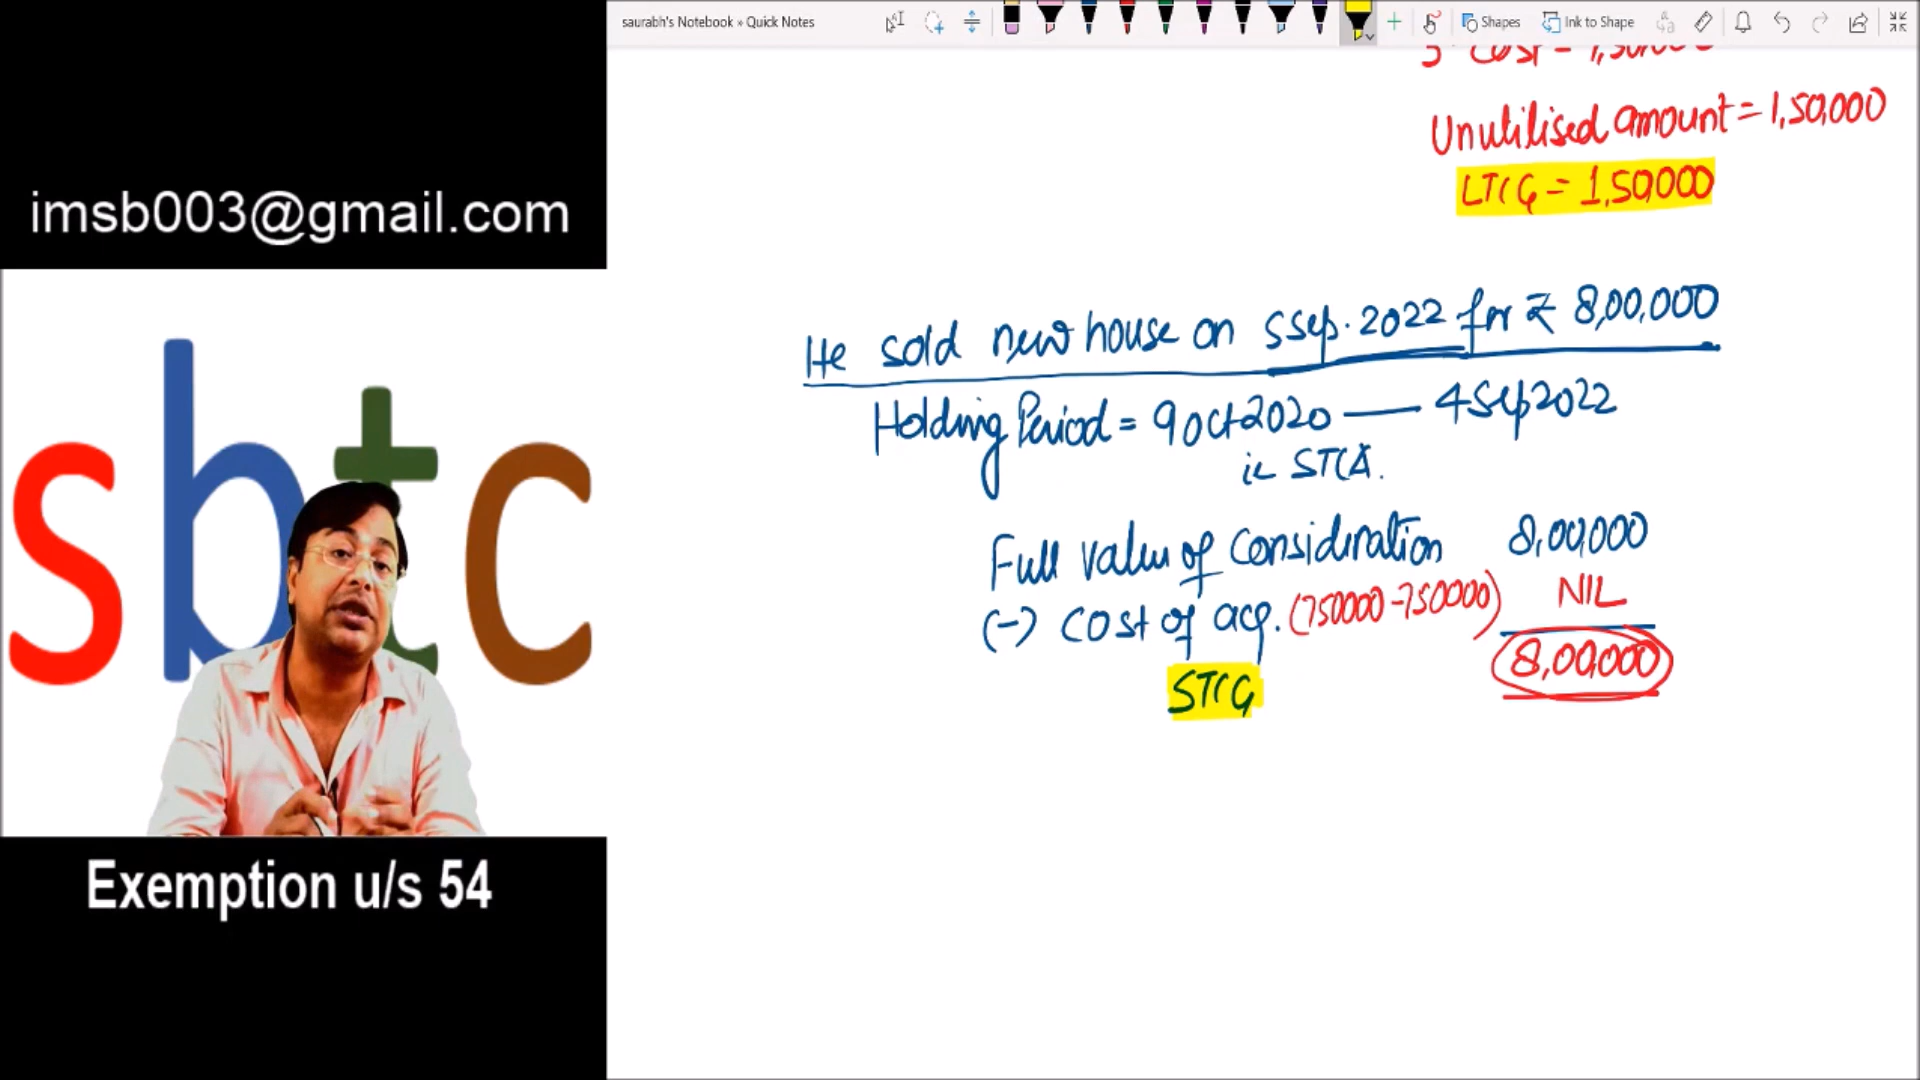 saurabh's Notebook » Quick Notes
Shapes
Ink to Shape
imsb003@gmail.com
sbtc
Exemption u/s 54
Unutilised amount = 1,50,000
LTCG = 1,50,000
He sold new house on 5 Sep. 2022 for ₹ 8,00,000
Holding Period = 9 Oct 2020 — 4 Sep 2022
ie STCA.
Full value of Consideration 8,00,000
(-) Cost of acq. (750000 - 750000) NIL
STCG 8,00,000